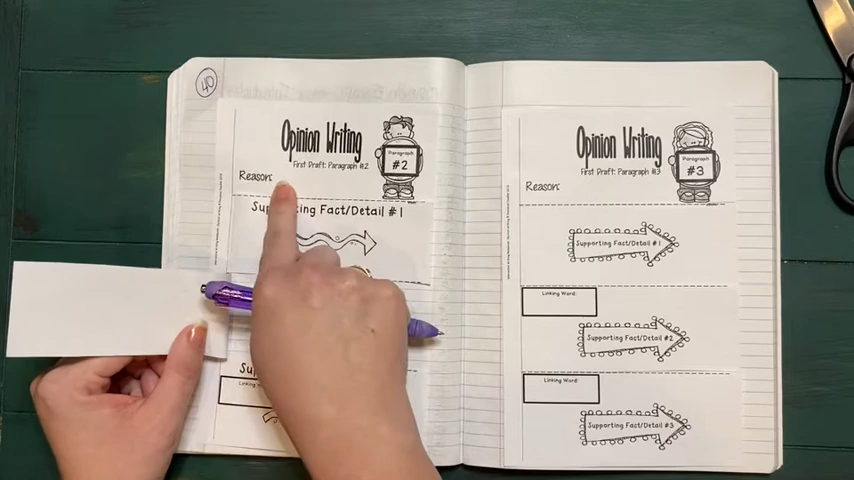 40
Opinion Writing
First Draft: Paragraph #2
Paragraph
#2
Reason:
Supporting Fact/Detail #1
Linking
Opinion Writing
First Draft: Paragraph #3
Paragraph
#3
Reason:
Supporting Fact/Detail #1
Linking Word:
Supporting Fact/Detail #2
Linking Word:
Supporting Fact/Detail #3